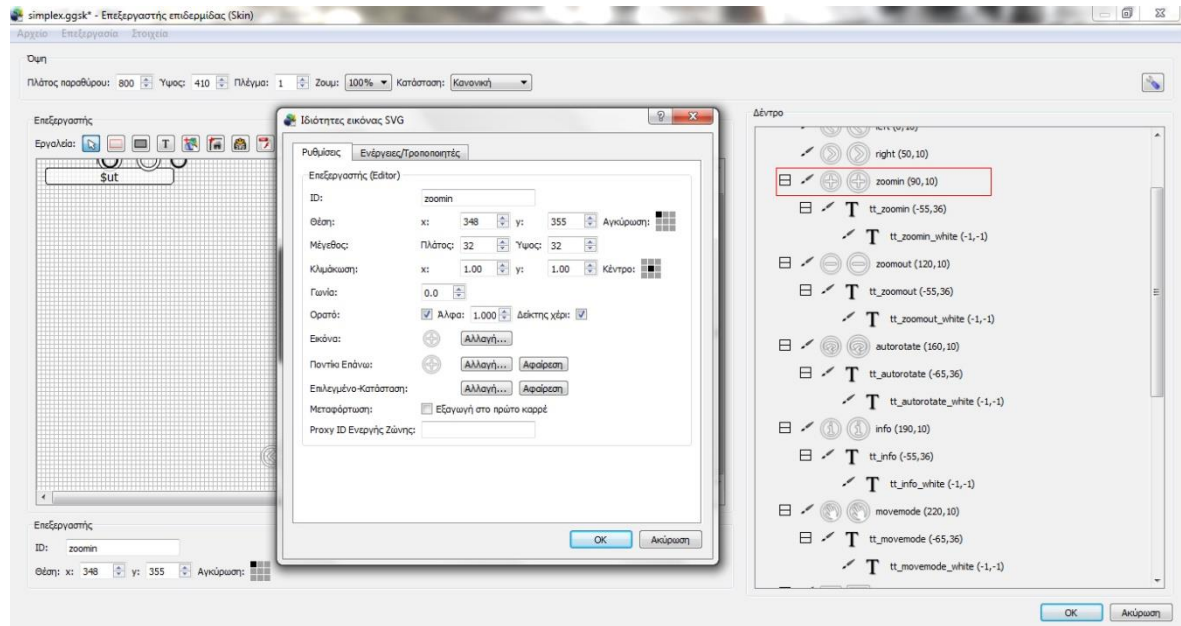 simplex.ggsk* - Επεξεργαστής επιδερμίδας (Skin)
Αρχείο Επεξεργασία Στοιχεία
Όψη
Πλάτος παραθύρου: 800 Υψος: 410 Πλέγμα: 1 Ζουμ: 100% Κατάσταση: Κανονική
Επεξεργαστής
Εργαλεία: T
$ut
Ιδιότητες εικόνας SVG
Ρυθμίσεις Ενέργειες/Τροποποιητές
Επεξεργαστής (Editor)
ID: zoomin
Θέση: x: 348 y: 355 Αγκύρωση:
Μέγεθος: Πλάτος: 32 Υψος: 32
Κλιμάκωση: x: 1.00 y: 1.00 Κέντρο:
Γωνία: 0.0
Ορατό: Άλφα: 1.000 Δείκτης χέρι:
Εικόνα: Αλλαγή...
Ποντίκι Επάνω: Αλλαγή... Αφαίρεση
Επιλεγμένο-Κατάσταση: Αλλαγή... Αφαίρεση
Μεταφόρτωση: Εξαγωγή στο πρώτο καρρέ
Proxy ID Ενεργής Ζώνης:
OK Ακύρωση
Επεξεργαστής
ID: zoomin
Θέση: x: 348 y: 355 Αγκύρωση:
Δέντρο
right (50,10)
zoomin (90,10)
T tt_zoomin (-55,36)
T tt_zoomin_white (-1,-1)
zoomout (120,10)
T tt_zoomout (-55,36)
T tt_zoomout_white (-1,-1)
autorotate (160,10)
T tt_autorotate (-65,36)
T tt_autorotate_white (-1,-1)
info (190,10)
T tt_info (-55,36)
T tt_info_white (-1,-1)
movemode (220,10)
T tt_movemode (-65,36)
T tt_movemode_white (-1,-1)
OK Ακύρωση